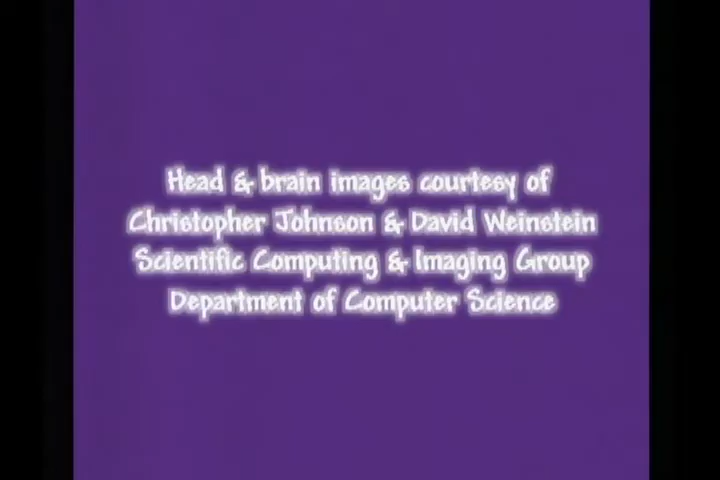 Head & brain images courtesy of
Christopher Johnson & David Weinstein
Scientific Computing & Imaging Group
Department of Computer Science